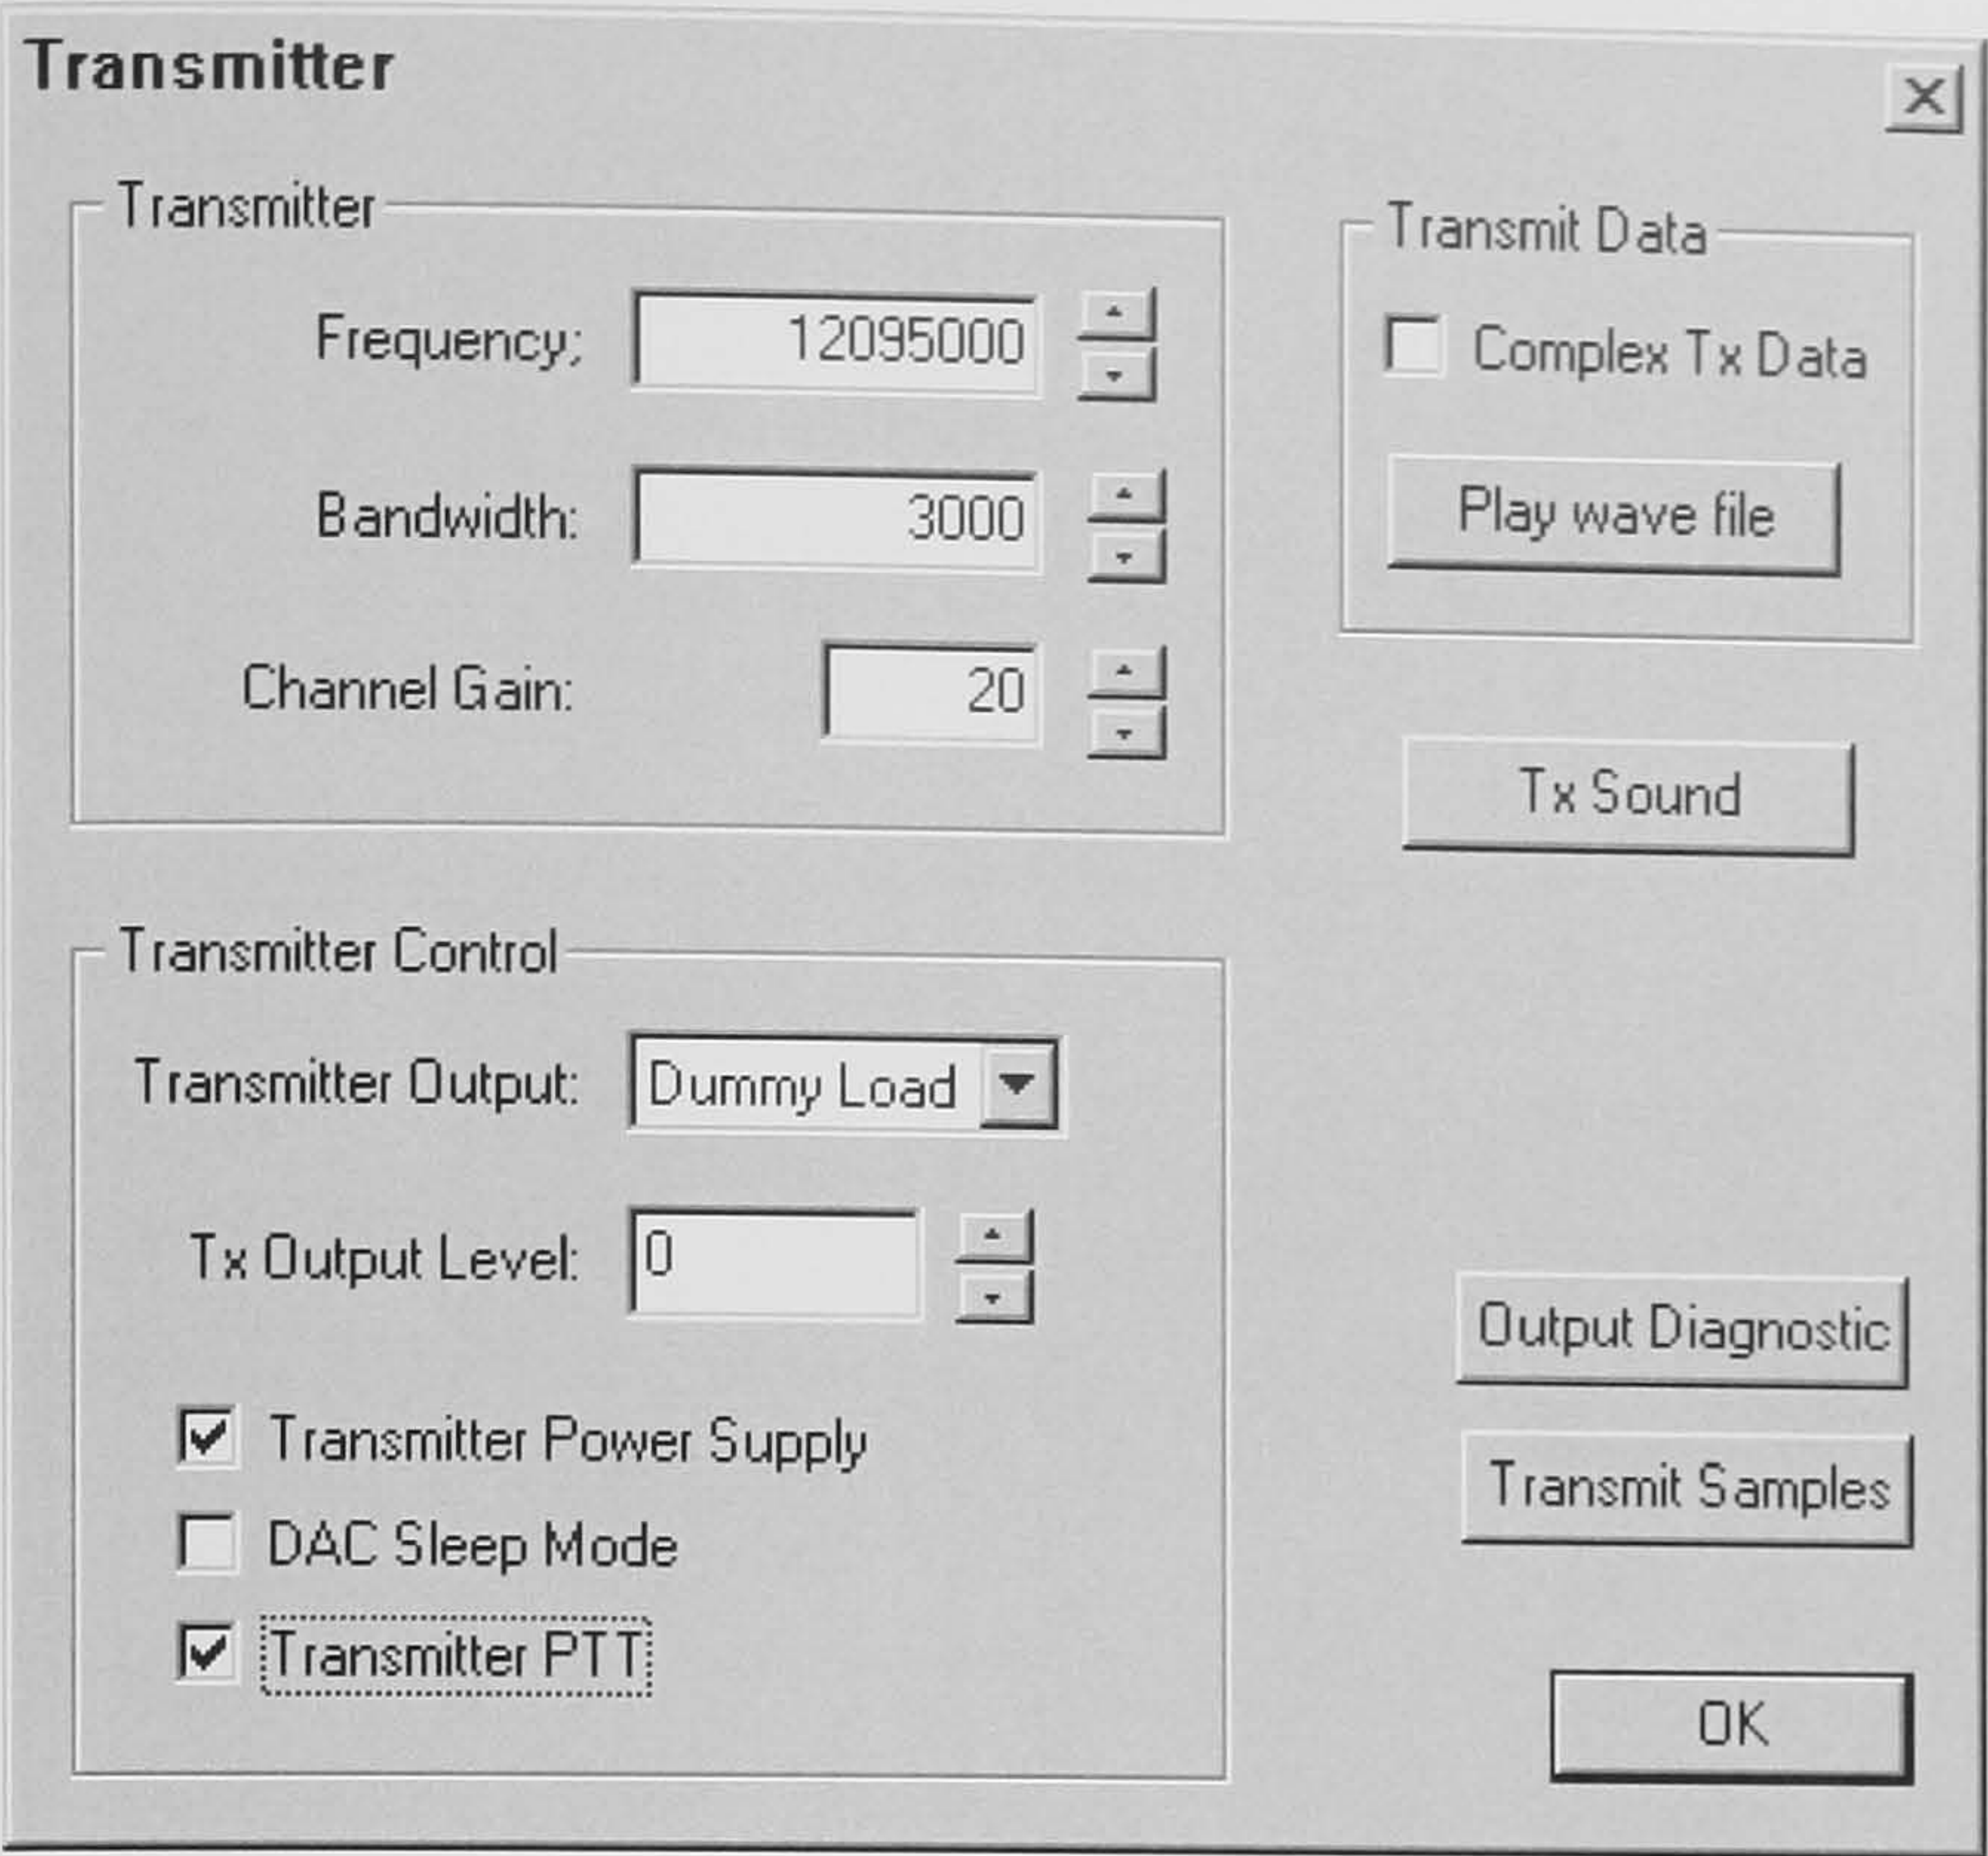 Transmitter
Transmitter
Frequency;
12095000
Bandwidth:
3000
Channel Gain:
20
Transmit Data
Complex Tx Data
Play wave file
Tx Sound
Transmitter Control
Transmitter Output:
Dummy Load
Tx Output Level:
0
Transmitter Power Supply
DAC Sleep Mode
Transmitter PTT
Output Diagnostic
Transmit Samples
OK